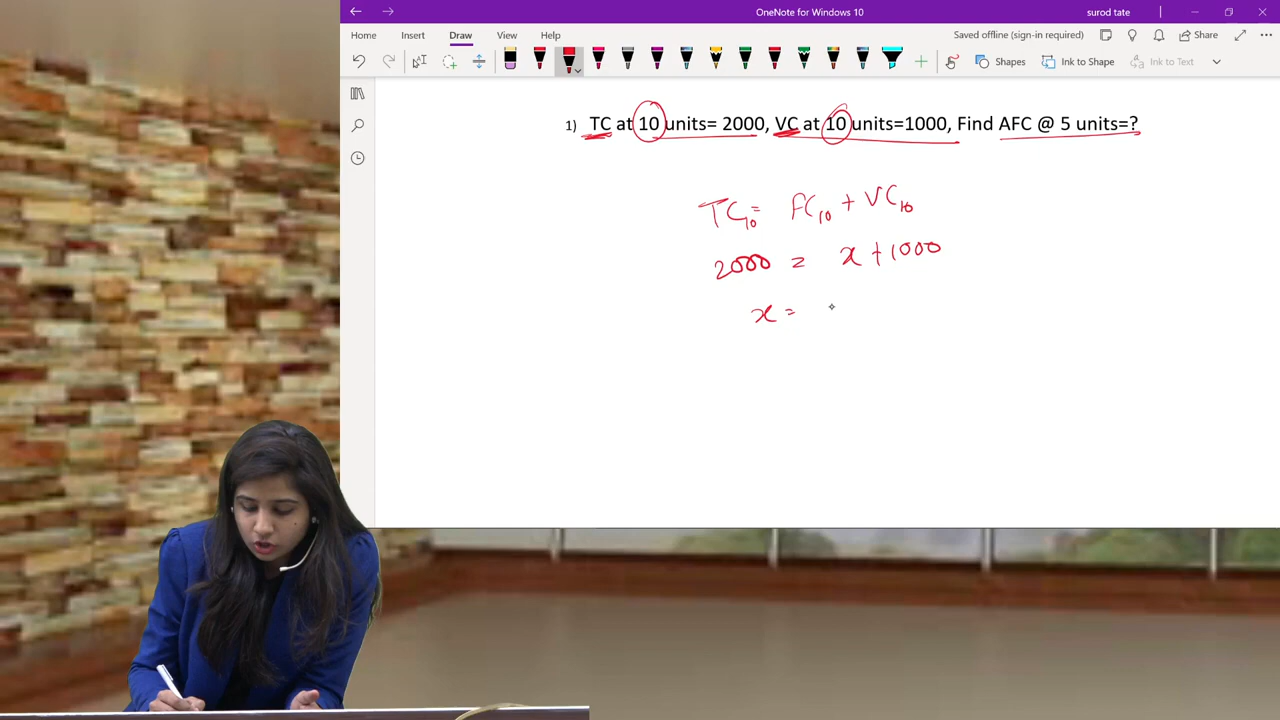 OneNote for Windows 10
surod tate
Home Insert Draw View Help
Saved offline (sign-in required)
Share
Shapes
Ink to Shape
Ink to Text
1) TC at 10 units= 2000, VC at 10 units=1000, Find AFC @ 5 units=?
TC10= FC10 + VC10
2000 = x+1000
x =